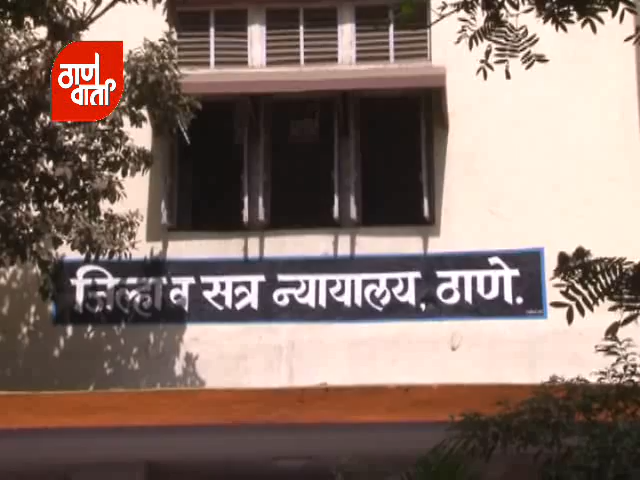 ठाणे
वार्ता
जिल्हा व सत्र न्यायालय, ठाणे.